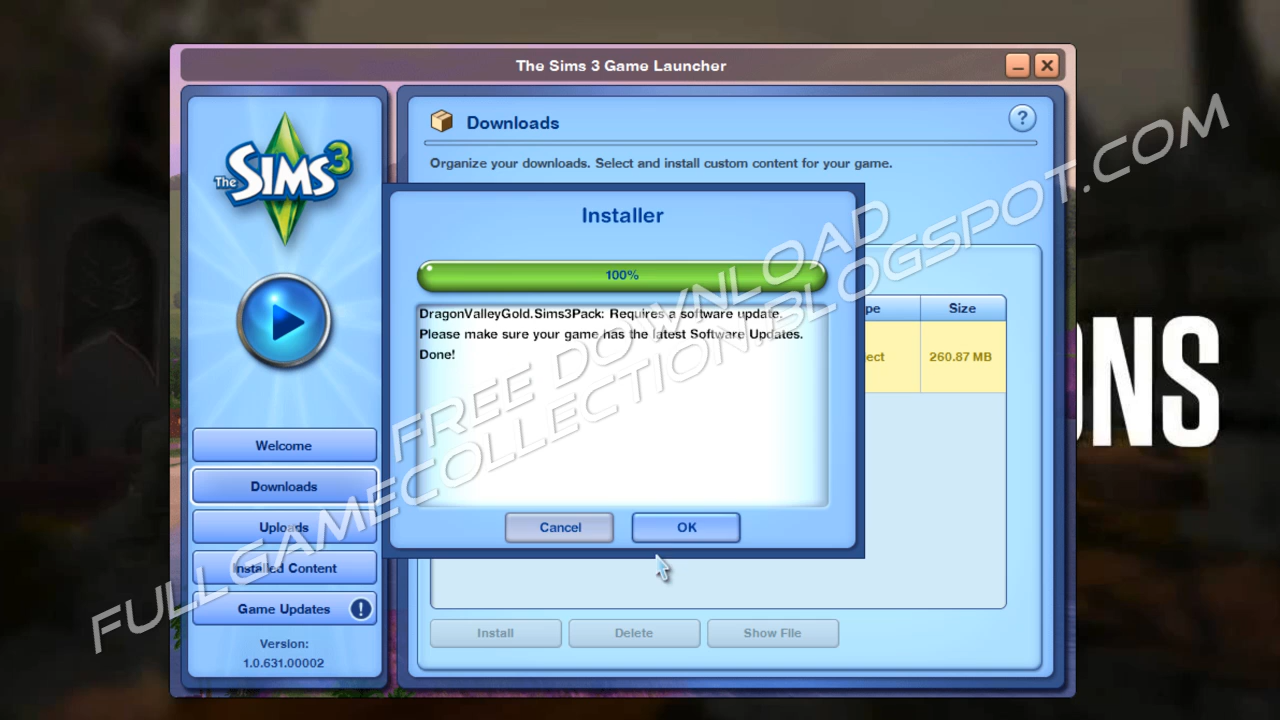 The Sims 3 Game Launcher
The SIMS 3
Downloads
?
Organize your downloads. Select and install custom content for your game.
Installer
100%
DragonValleyGold.Sims3Pack: Requires a software update.
Please make sure your game has the latest Software Updates.
Done!
Cancel
OK
pe
Size
ect
260.87 MB
Welcome
Downloads
Uploads
Installed Content
Game Updates !
Version:
1.0.631.00002
Install
Delete
Show File
ONS
FREE DOWNLOAD
FULLGAMECOLLECTION.BLOGSPOT.COM